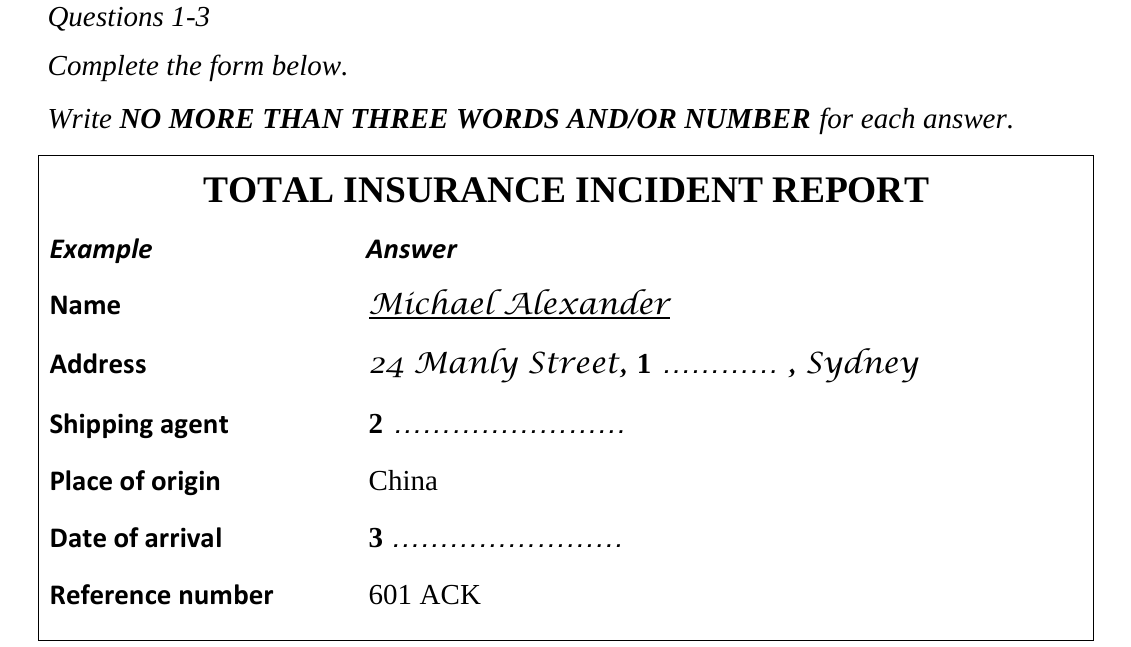 Questions 1-3
Complete the form below.
Write NO MORE THAN THREE WORDS AND/OR NUMBER for each answer.
TOTAL INSURANCE INCIDENT REPORT
Example Answer
Name Michael Alexander
Address 24 Manly Street, 1 ………… , Sydney
Shipping agent 2 ……………………
Place of origin China
Date of arrival 3 ……………………
Reference number 601 ACK